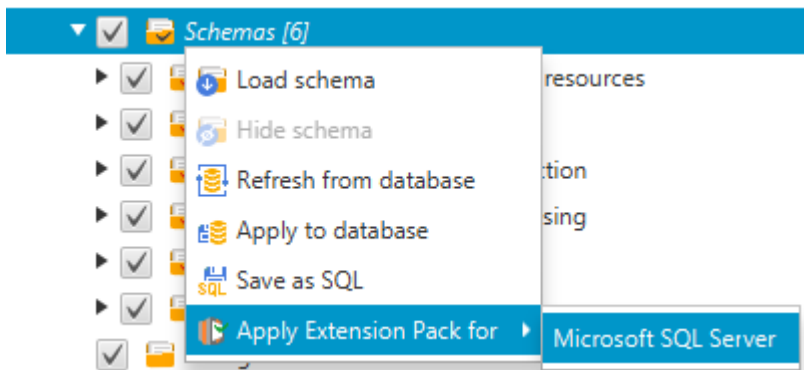 Schemas [6]
Load schema
resources
Hide schema
Refresh from database
tion
Apply to database
sing
SQL
Save as SQL
Apply Extension Pack for
Microsoft SQL Server